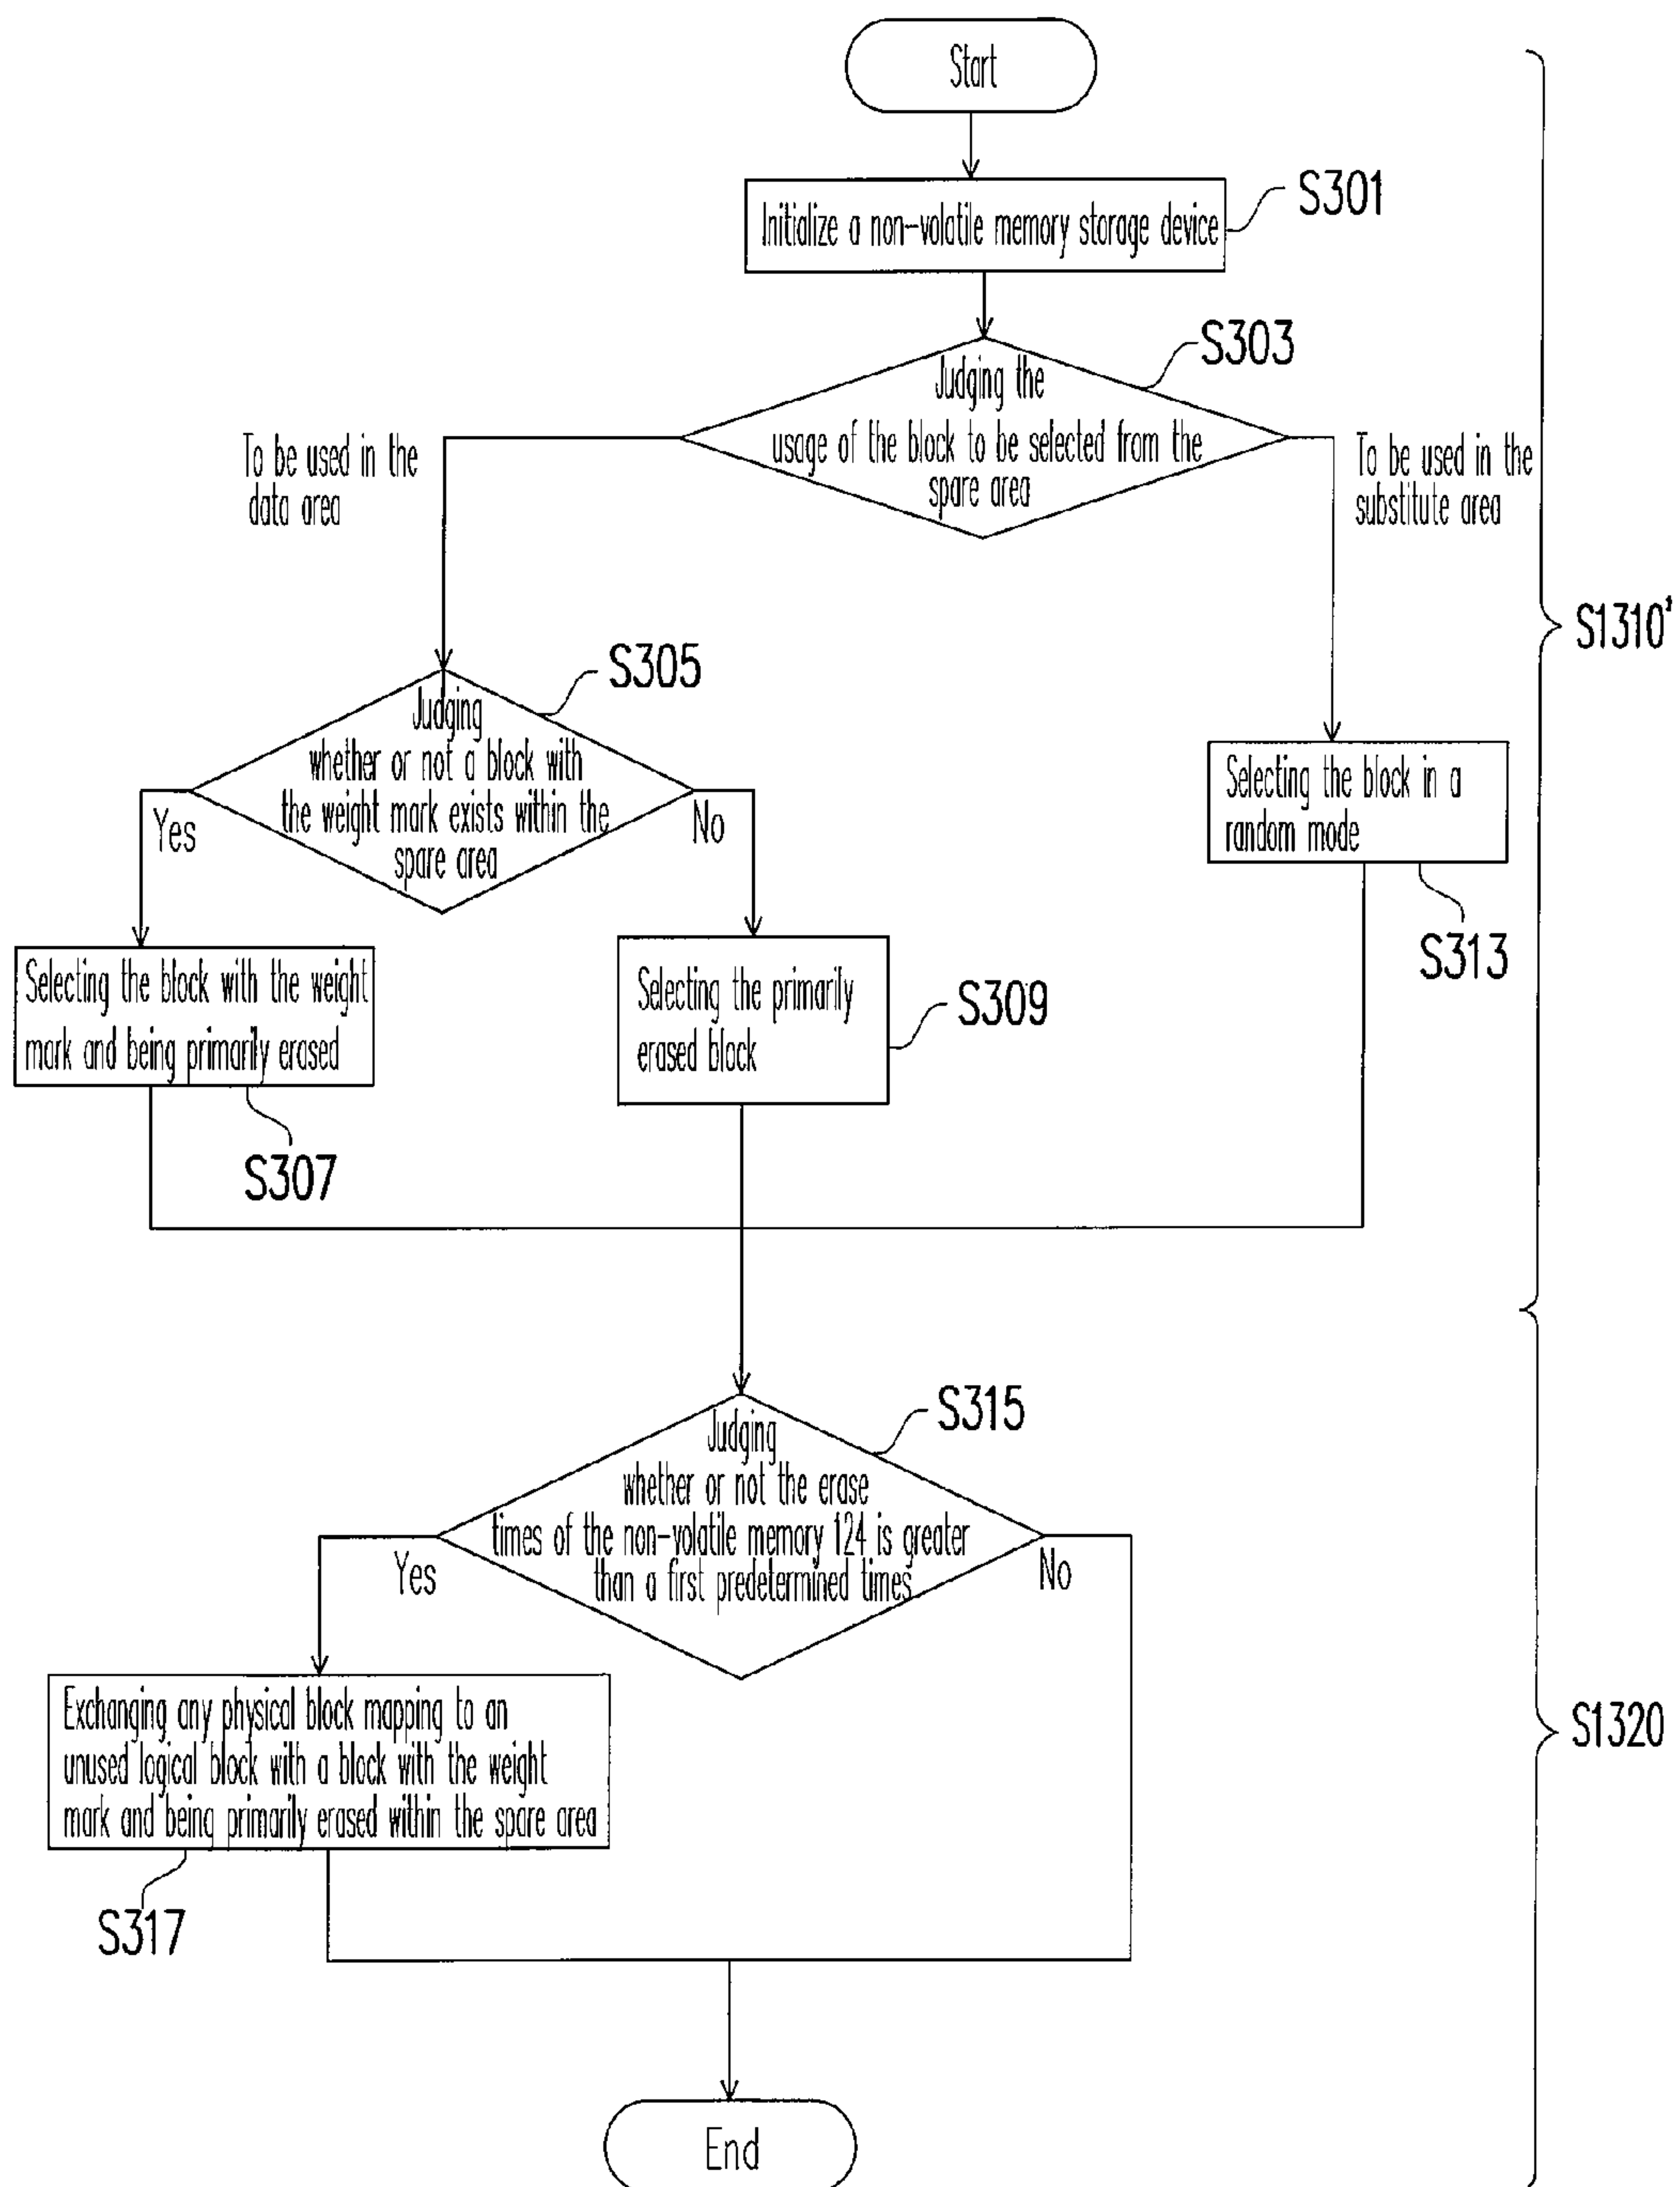 Start
Initialize a non-volatile memory storage device
S301
S303
Judging the
usage of the block to be selected from the
spare area
To be used in the
data area
To be used in the
substitute area
S1310'
S305
Judging
whether or not a block with
the weight mark exists within the
spare area
Yes
No
Selecting the block in a
random mode
S313
Selecting the block with the weight
mark and being primarily erased
S307
Selecting the primarily
erased block
S309
S315
Judging
whether or not the erase
times of the non-volatile memory 124 is greater
than a first predetermined times
Yes
No
Exchanging any physical block mapping to an
unused logical block with a block with the weight
mark and being primarily erased within the spare area
S317
S1320
End